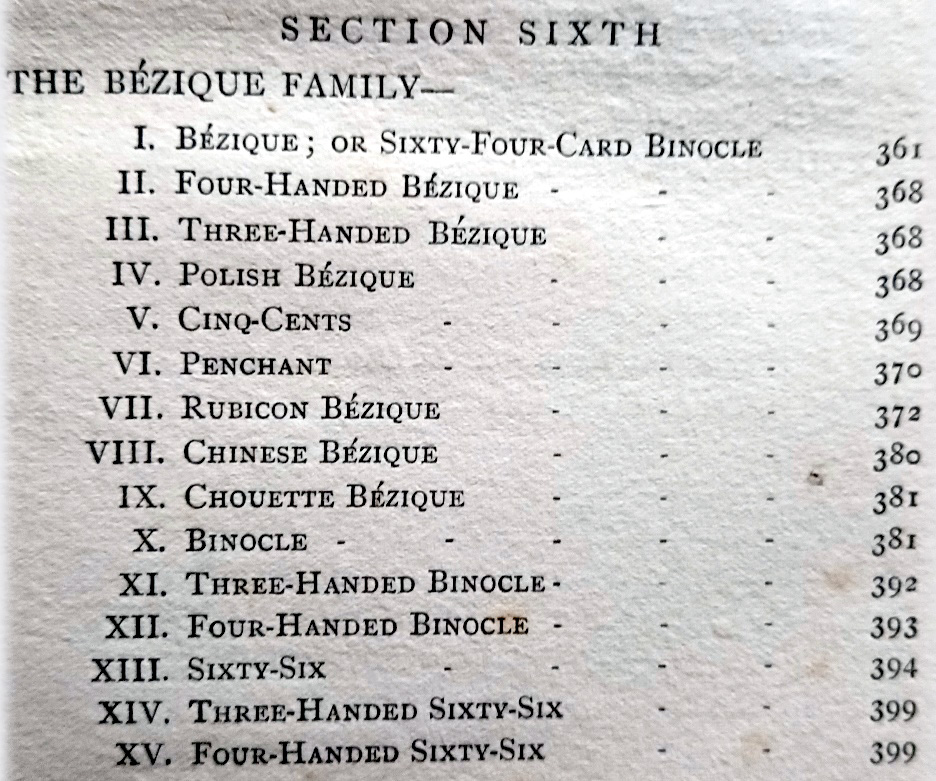 SECTION SIXTH
THE BÉZIQUE FAMILY—
I. BÉZIQUE; OR SIXTY-FOUR-CARD BINOCLE 361
II. FOUR-HANDED BÉZIQUE - - - 368
III. THREE-HANDED BÉZIQUE - - 368
IV. POLISH BÉZIQUE - - - 368
V. CINQ-CENTS - - - - 369
VI. PENCHANT - - - - 370
VII. RUBICON BÉZIQUE - - - 372
VIII. CHINESE BÉZIQUE - - - 380
IX. CHOUETTE BÉZIQUE - - - 381
X. BINOCLE - - - - - 381
XI. THREE-HANDED BINOCLE - - - 392
XII. FOUR-HANDED BINOCLE - - - 393
XIII. SIXTY-SIX - - - - 394
XIV. THREE-HANDED SIXTY-SIX - - 399
XV. FOUR-HANDED SIXTY-SIX - - 399